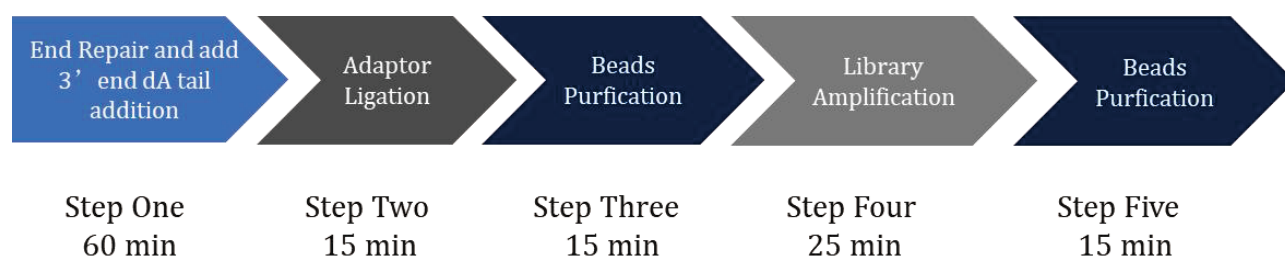 End Repair and add
3’ end dA tail
addition
Adaptor
Ligation
Beads
Purfication
Library
Amplification
Beads
Purfication
Step One
60 min
Step Two
15 min
Step Three
15 min
Step Four
25 min
Step Five
15 min